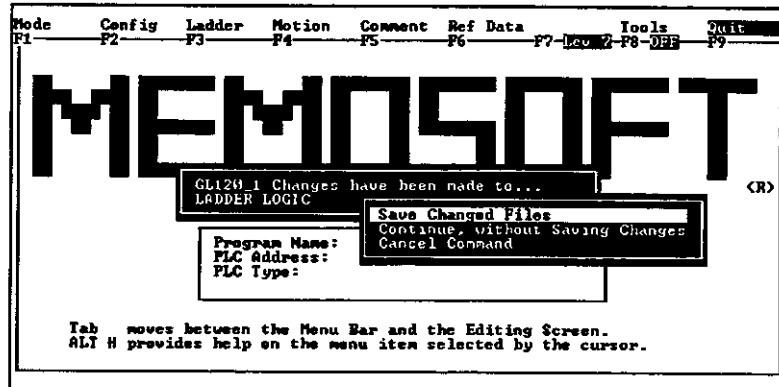 Mode Config Ladder Motion Comment Ref Data Tools Quit
F1 F2 F3 F4 F5 F6 F7-Lev 2-F8-OFF F9
MEMOSOFT
<R>
GL120_1 Changes have been made to...
LADDER LOGIC
Save Changed Files
Continue, without Saving Changes
Cancel Command
Program Name:
PLC Address:
PLC Type:
Tab moves between the Menu Bar and the Editing Screen.
ALT H provides help on the menu item selected by the cursor.